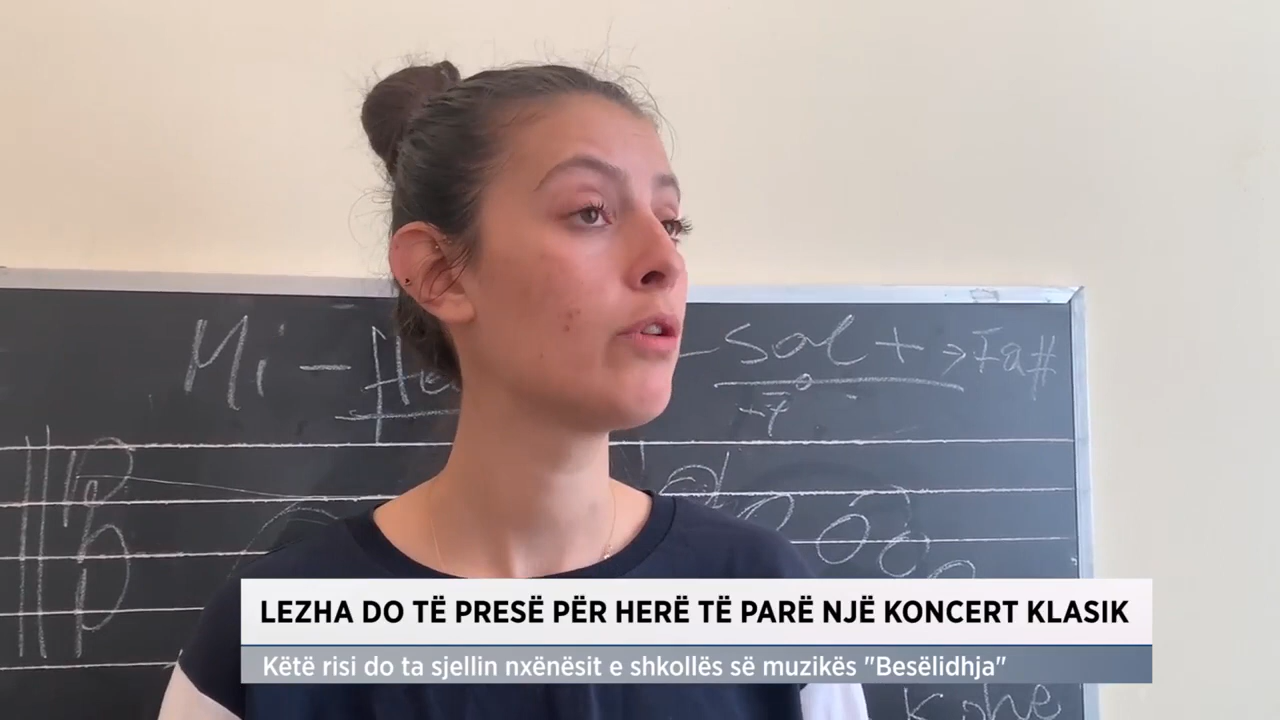 Mi –
– sol + → Fa #
LEZHA DO TË PRESË PËR HERË TË PARË NJË KONCERT KLASIK
Këtë risi do ta sjellin nxënësit e shkollës së muzikës "Besëlidhja"
Kohe